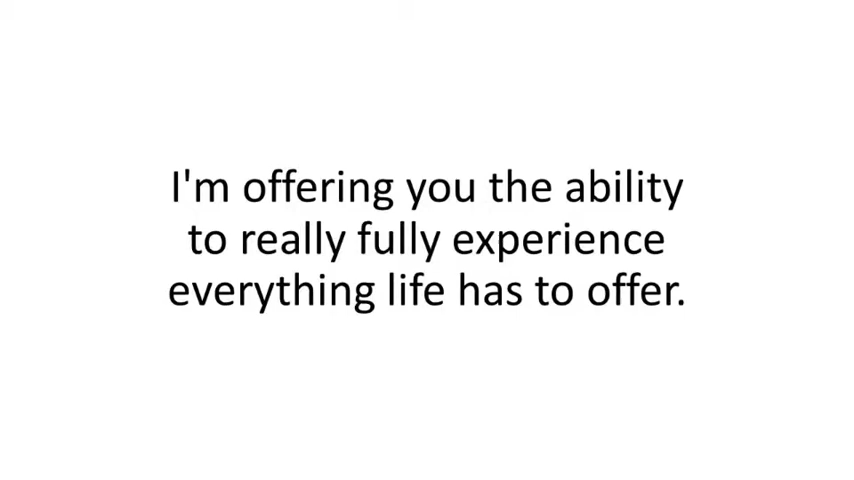 I'm offering you the ability
to really fully experience
everything life has to offer.